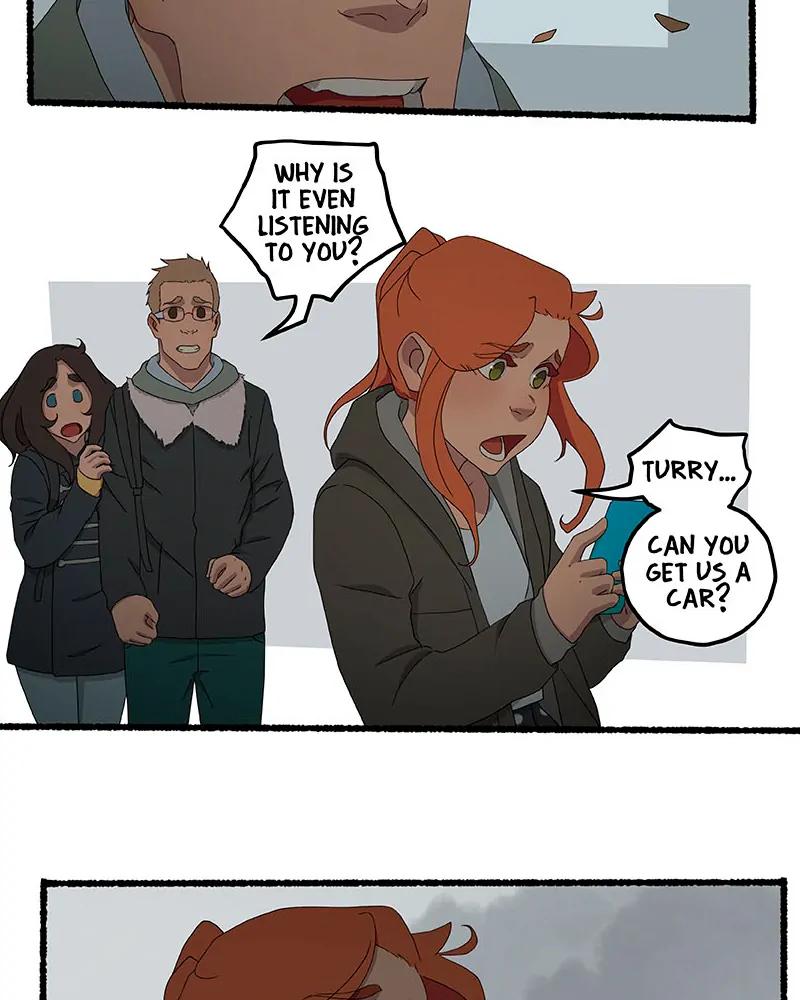 WHY IS
IT EVEN
LISTENING
TO YOU?
TURRY...
CAN YOU
GET US A
CAR?